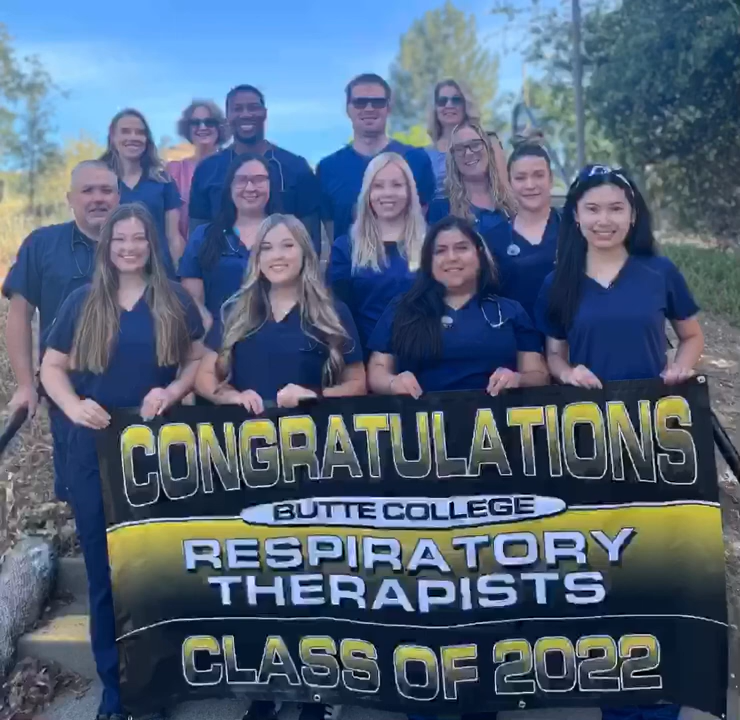 CONGRATULATIONS
BUTTE COLLEGE
RESPIRATORY
THERAPISTS
CLASS OF 2022